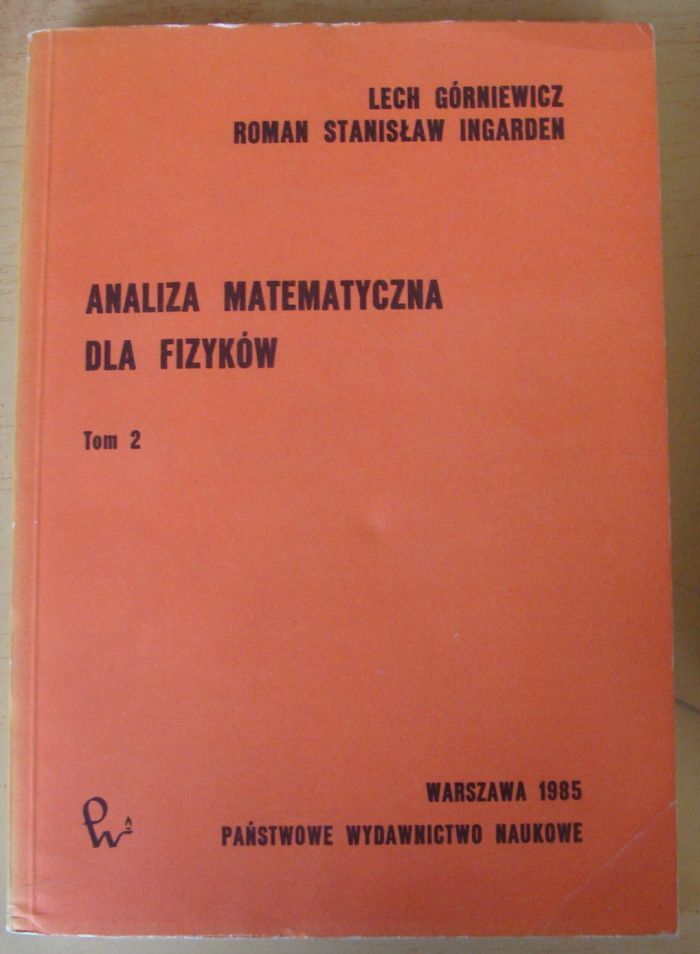 LECH GÓRNIEWICZ
ROMAN STANISŁAW INGARDEN
ANALIZA MATEMATYCZNA
DLA FIZYKÓW
Tom 2
WARSZAWA 1985
PAŃSTWOWE WYDAWNICTWO NAUKOWE